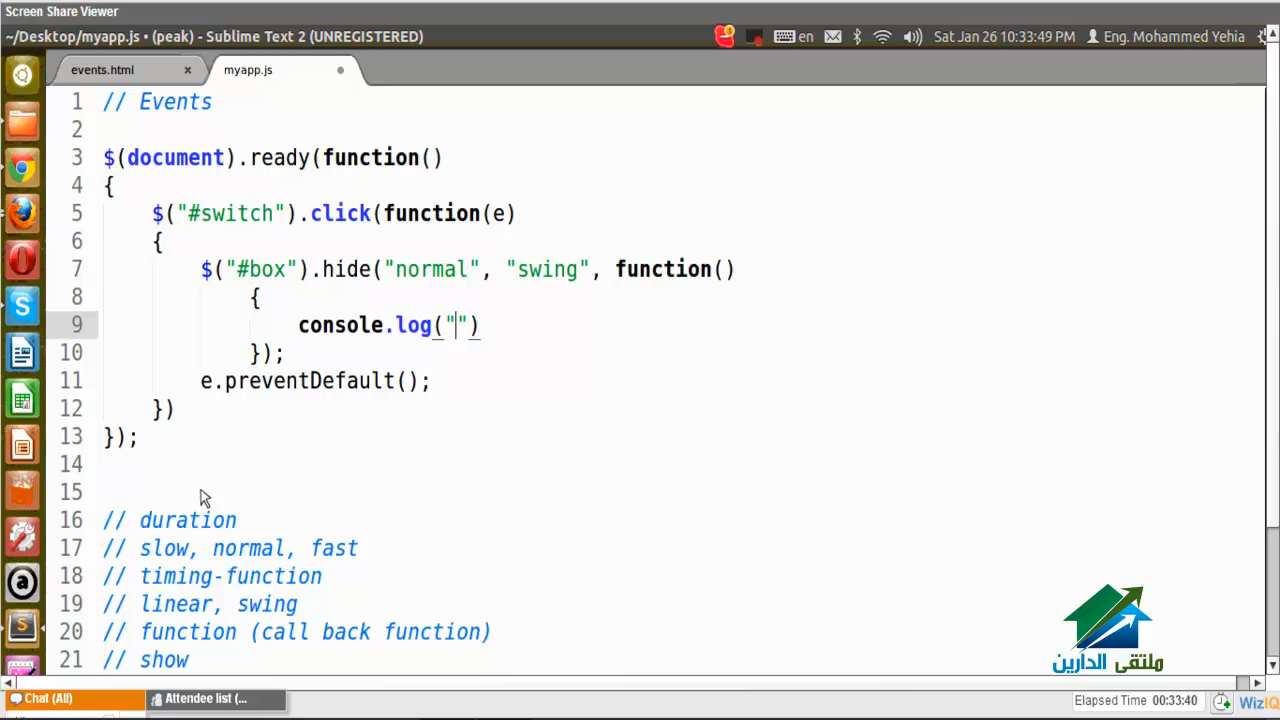 Screen Share Viewer
~/Desktop/myapp.js • (peak) - Sublime Text 2 (UNREGISTERED)
en
Sat Jan 26 10:33:49 PM
Eng. Mohammed Yehia
events.html ×
myapp.js
1 // Events
2
3 $(document).ready(function()
4 {
5 $("#switch").click(function(e)
6 {
7 $("#box").hide("normal", "swing", function()
8 {
9 console.log("")
10 });
11 e.preventDefault();
12 })
13 });
14
15
16 // duration
17 // slow, normal, fast
18 // timing-function
19 // linear, swing
20 // function (call back function)
21 // show
ملتقى الدارين
Chat (All)
Attendee list (...
Elapsed Time 00:33:40
WizIQ